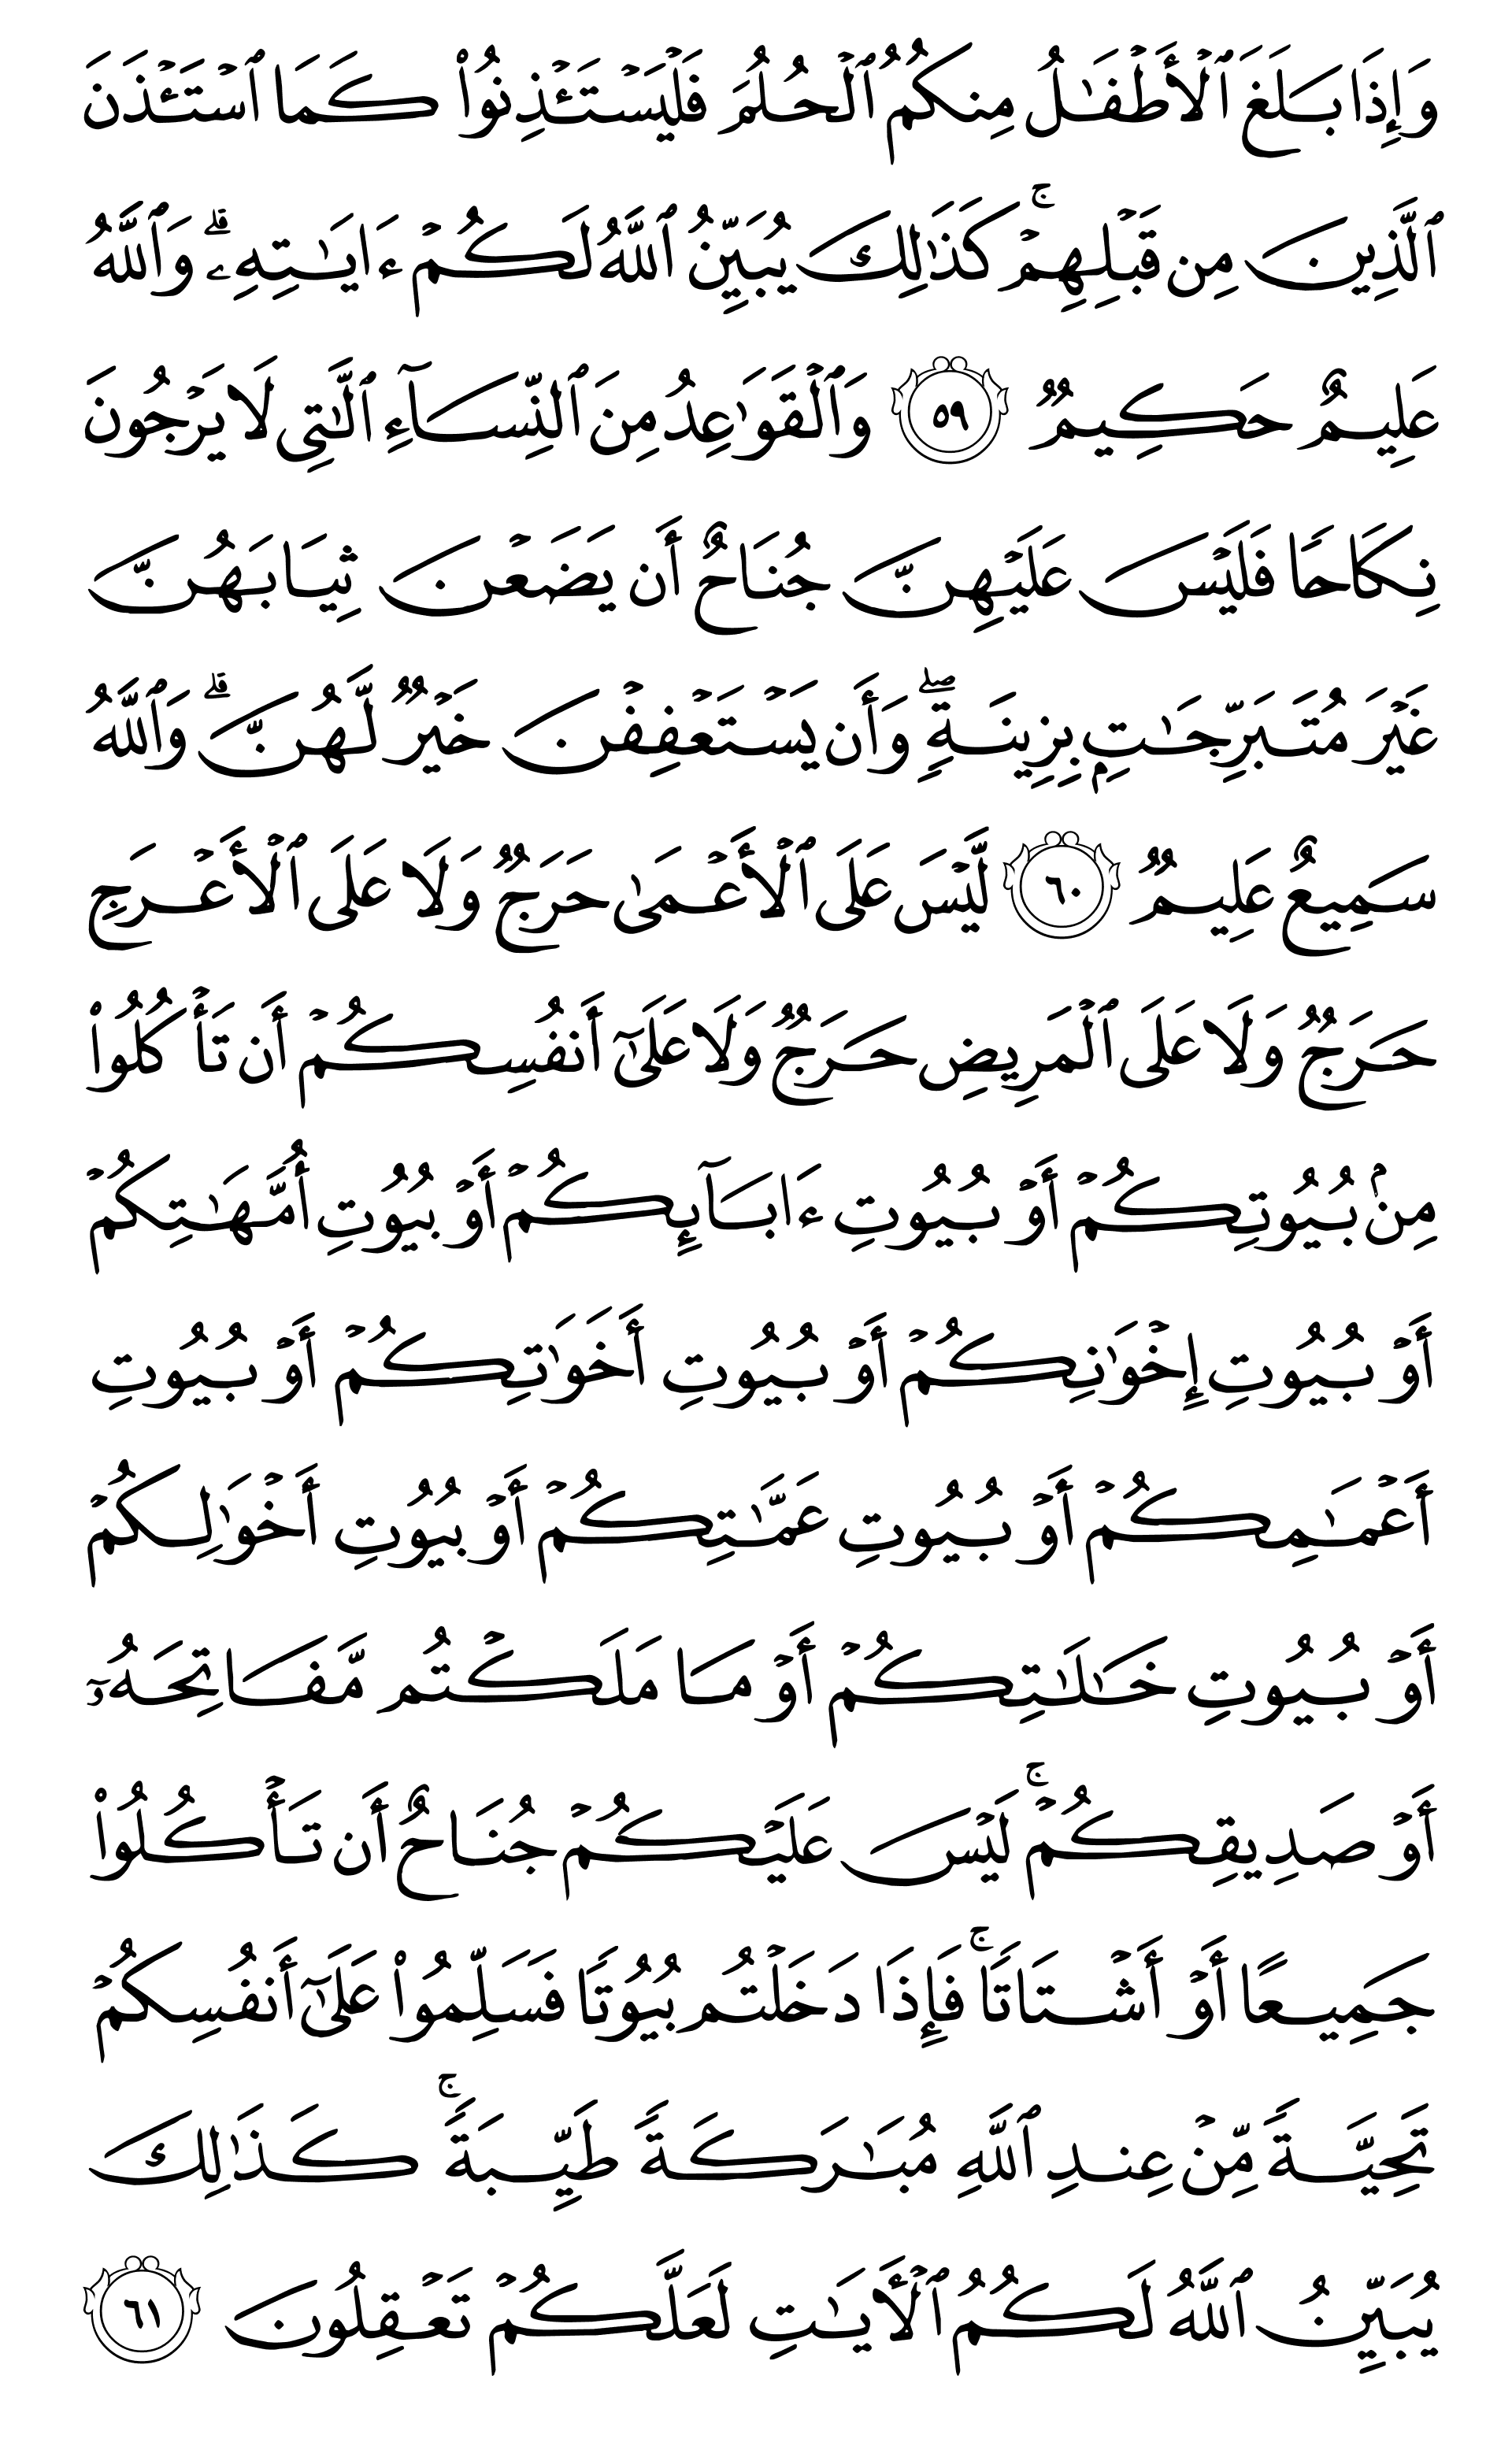 وَإِذَا بَلَغَ ٱلۡأَطۡفَٰلُ مِنكُمُ ٱلۡحُلُمَ فَلۡيَسۡتَـٔۡذِنُواْ كَمَا ٱسۡتَـٔۡذَنَ
ٱلَّذِينَ مِن قَبۡلِهِمۡۚ كَذَٰلِكَ يُبَيِّنُ ٱللَّهُ لَكُمۡ ءَايَٰتِهِۦۗ وَٱللَّهُ
عَلِيمٌ حَكِيمٞ ٥٩ وَٱلۡقَوَٰعِدُ مِنَ ٱلنِّسَآءِ ٱلَّٰتِي لَا يَرۡجُونَ
نِكَاحٗا فَلَيۡسَ عَلَيۡهِنَّ جُنَاحٌ أَن يَضَعۡنَ ثِيَابَهُنَّ
غَيۡرَ مُتَبَرِّجَٰتِۭ بِزِينَةٖۖ وَأَن يَسۡتَعۡفِفۡنَ خَيۡرٞ لَّهُنَّۗ وَٱللَّهُ
سَمِيعٌ عَلِيمٞ ٦٠ لَّيۡسَ عَلَى ٱلۡأَعۡمَىٰ حَرَجٞ وَلَا عَلَى ٱلۡأَعۡرَجِ
حَرَجٞ وَلَا عَلَى ٱلۡمَرِيضِ حَرَجٞ وَلَا عَلَىٰٓ أَنفُسِكُمۡ أَن تَأۡكُلُواْ
مِنۢ بُيُوتِكُمۡ أَوۡ بُيُوتِ ءَابَآئِكُمۡ أَوۡ بُيُوتِ أُمَّهَٰتِكُمۡ
أَوۡ بُيُوتِ إِخۡوَٰنِكُمۡ أَوۡ بُيُوتِ أَخَوَٰتِكُمۡ أَوۡ بُيُوتِ
أَعۡمَٰمِكُمۡ أَوۡ بُيُوتِ عَمَّٰتِكُمۡ أَوۡ بُيُوتِ أَخۡوَٰلِكُمۡ
أَوۡ بُيُوتِ خَٰلَٰتِكُمۡ أَوۡ مَا مَلَكۡتُم مَّفَاتِحَهُۥٓ
أَوۡ صَدِيقِكُمۡۚ لَيۡسَ عَلَيۡكُمۡ جُنَاحٌ أَن تَأۡكُلُواْ
جَمِيعًا أَوۡ أَشۡتَاتٗاۚ فَإِذَا دَخَلۡتُم بُيُوتٗا فَسَلِّمُواْ عَلَىٰٓ أَنفُسِكُمۡ
تَحِيَّةٗ مِّنۡ عِندِ ٱللَّهِ مُبَٰرَكَةٗ طَيِّبَةٗۚ كَذَٰلِكَ
يُبَيِّنُ ٱللَّهُ لَكُمُ ٱلۡأٓيَٰتِ لَعَلَّكُمۡ تَعۡقِلُونَ ٦١